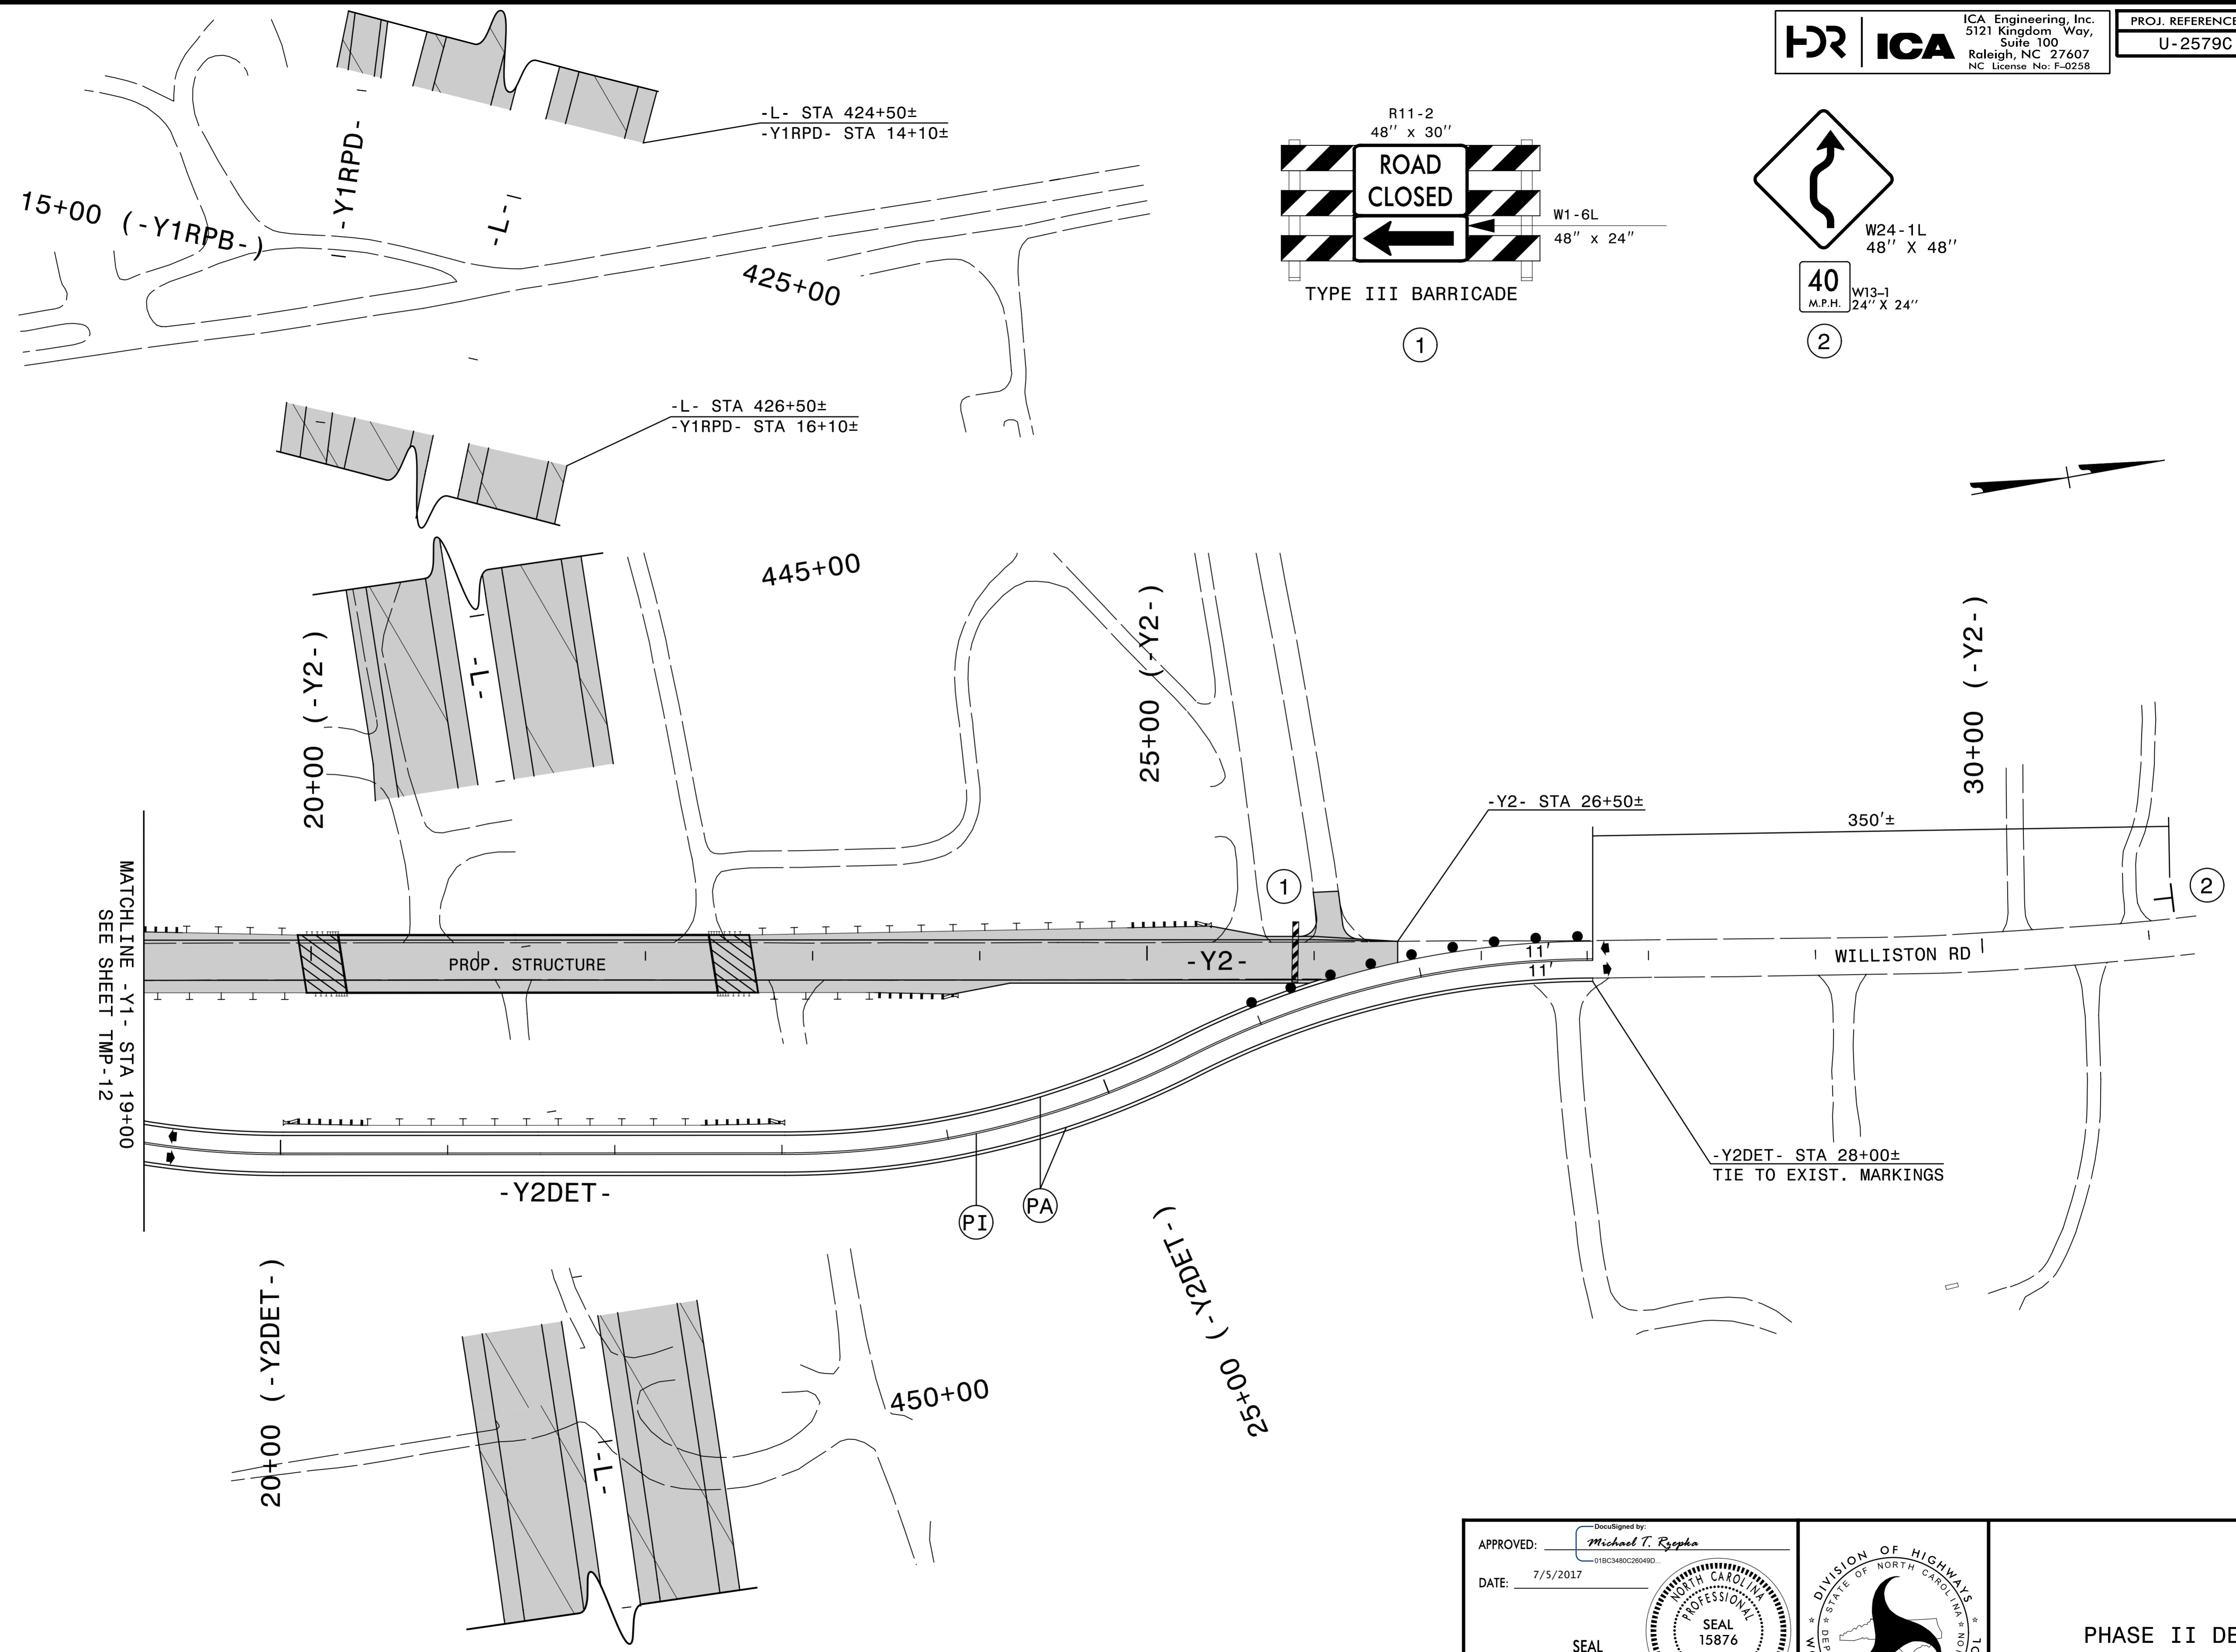 HDR ICA
ICA Engineering, Inc.
5121 Kingdom Way,
Suite 100
Raleigh, NC 27607
NC License No: F-0258
PROJ. REFERENCE
U-2579C
-L- STA 424+50±
-Y1RPD- STA 14+10±
-Y1RPD-
-L-
15+00 (-Y1RPB-)
425+00
R11-2
48" x 30"
ROAD
CLOSED
W1-6L
48" x 24"
TYPE III BARRICADE
1
W24-1L
48" X 48"
40
M.P.H.
W13-1
24" X 24"
2
-L- STA 426+50±
-Y1RPD- STA 16+10±
445+00
20+00 (-Y2-)
-L-
25+00 (-Y2-)
30+00 (-Y2-)
-Y2- STA 26+50±
350'±
1
2
MATCHLINE -Y1- STA 19+00
SEE SHEET TMP-12
PROP. STRUCTURE
-Y2-
11'
11'
WILLISTON RD
-Y2DET- STA 28+00±
TIE TO EXIST. MARKINGS
-Y2DET-
PI
PA
20+00 (-Y2DET-)
25+00 (-Y2DET-)
450+00
-L-
APPROVED:
DocuSigned by:
Michael T. Rzepka
01BC3480C26049D...
DATE: 7/5/2017
SEAL
NORTH CAROLINA
PROFESSIONAL
SEAL
15876
DIVISION OF HIGHWAYS
STATE OF NORTH CAROLINA
PHASE II DE